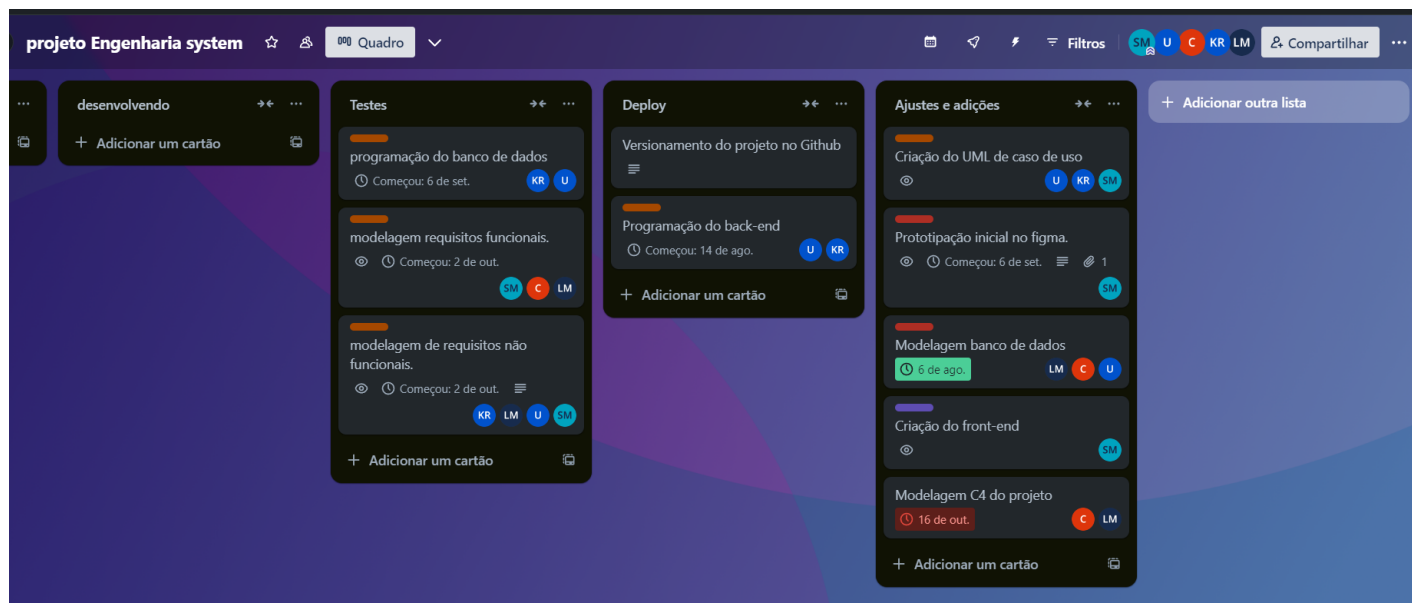 projeto Engenharia system
Quadro
Filtros
SM U C KR LM
Compartilhar
desenvolvendo
Adicionar um cartão
Testes
programação do banco de dados
Começou: 6 de set.
KR U
modelagem requisitos funcionais.
Começou: 2 de out.
SM C LM
modelagem de requisitos não
funcionais.
Começou: 2 de out.
KR LM U SM
Adicionar um cartão
Deploy
Versionamento do projeto no Github
Programação do back-end
Começou: 14 de ago.
U KR
Adicionar um cartão
Ajustes e adições
Criação do UML de caso de uso
U KR SM
Prototipação inicial no figma.
Começou: 6 de set.
1
SM
Modelagem banco de dados
6 de ago.
LM C U
Criação do front-end
SM
Modelagem C4 do projeto
16 de out.
C LM
Adicionar um cartão
Adicionar outra lista